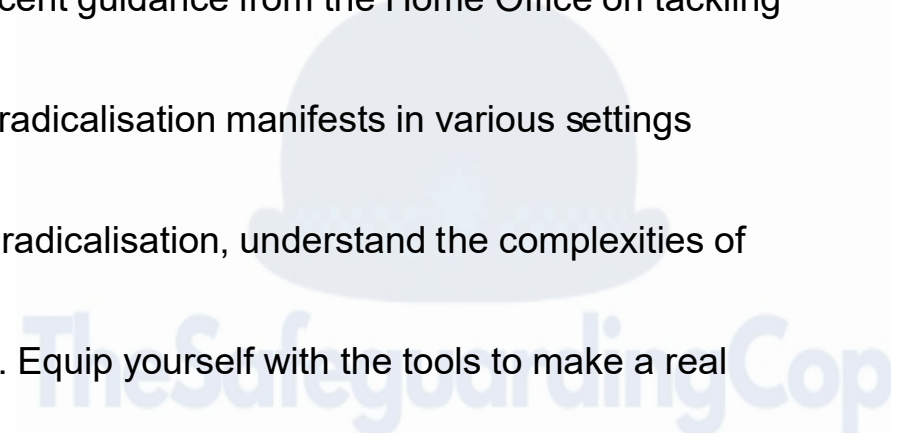 cent guidance from the Home Office on tackling
radicalisation manifests in various settings
radicalisation, understand the complexities of
. Equip yourself with the tools to make a real
TheSafeguardingCop